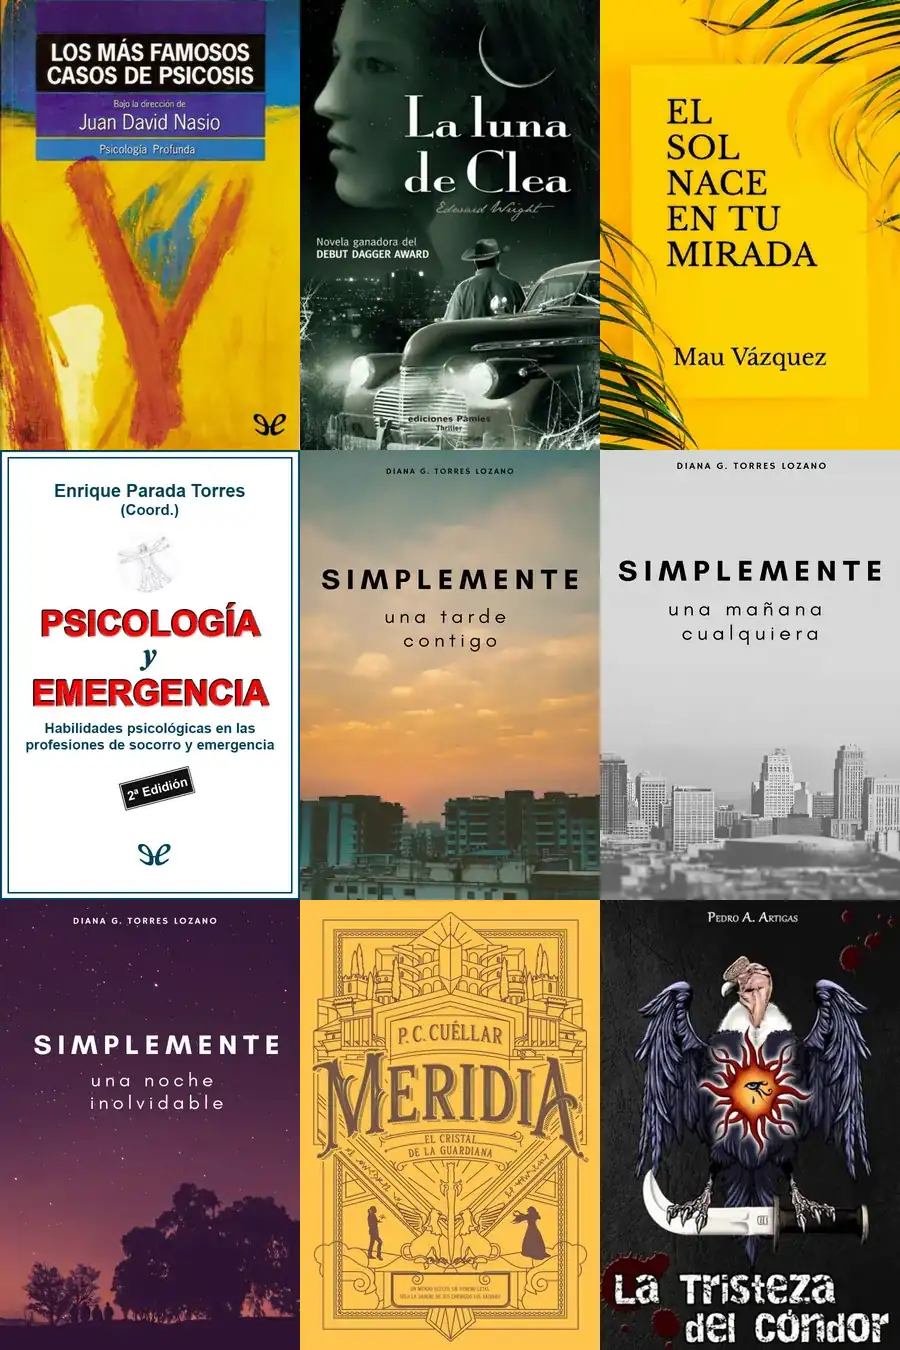 LOS MÁS FAMOSOS
CASOS DE PSICOSIS
Bajo la dirección de
Juan David Nasio
Psicología Profunda
La luna
de Clea
Edward Wright
Novela ganadora del
DEBUT DAGGER AWARD
ediciones Pàmies
Thriller
EL
SOL
NACE
EN TU
MIRADA
Mau Vázquez
Enrique Parada Torres
(Coord.)
PSICOLOGÍA
y
EMERGENCIA
Habilidades psicológicas en las
profesiones de socorro y emergencia
2ª Edidión
DIANA G. TORRES LOZANO
SIMPLEMENTE
una tarde
contigo
DIANA G. TORRES LOZANO
SIMPLEMENTE
una mañana
cualquiera
DIANA G. TORRES LOZANO
SIMPLEMENTE
una noche
inolvidable
P.C. CUÉLLAR
MERIDIA
EL CRISTAL
DE LA GUARDIANA
PEDRO A. ARTIGAS
LA TRISTEZA
DEL CÓNDOR